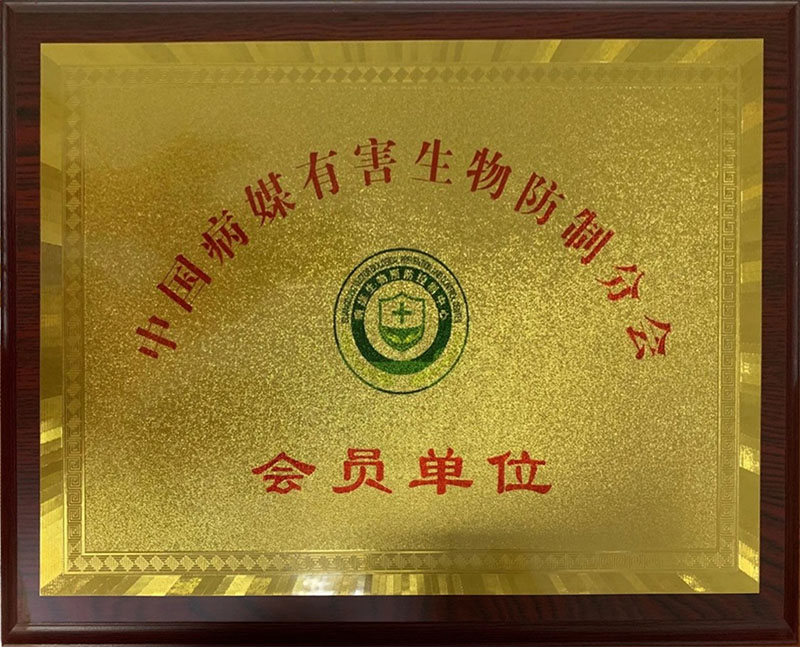 中国病媒有害生物防制分会
会员单位